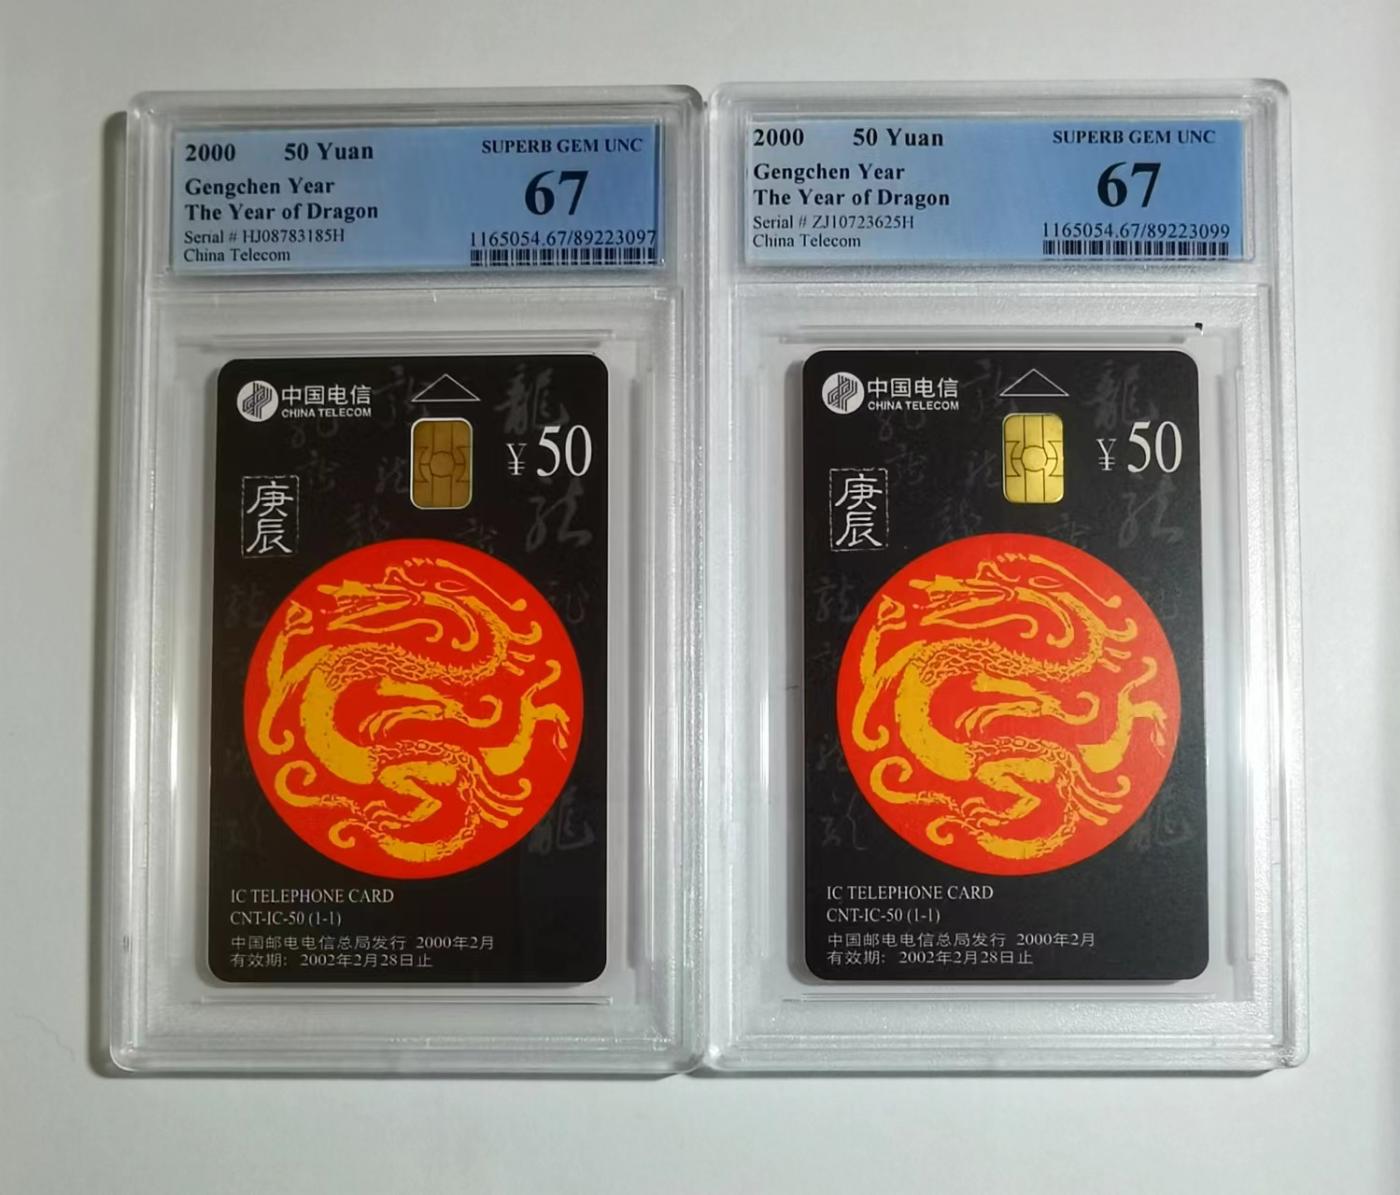 2000 50 Yuan SUPERB GEM UNC
Gengchen Year
67
The Year of Dragon
Serial # HJ08783185H
1165054.67/89223097
China Telecom
中国电信
CHINA TELECOM
龍
¥50
庚辰
IC TELEPHONE CARD
CNT-IC-50 (1-1)
中国邮电电信总局发行 2000年2月
有效期: 2002年2月28日止
2000 50 Yuan SUPERB GEM UNC
Gengchen Year
67
The Year of Dragon
Serial # ZJ10723625H
1165054.67/89223099
China Telecom
中国电信
CHINA TELECOM
龍
¥50
庚辰
IC TELEPHONE CARD
CNT-IC-50 (1-1)
中国邮电电信总局发行 2000年2月
有效期: 2002年2月28日止